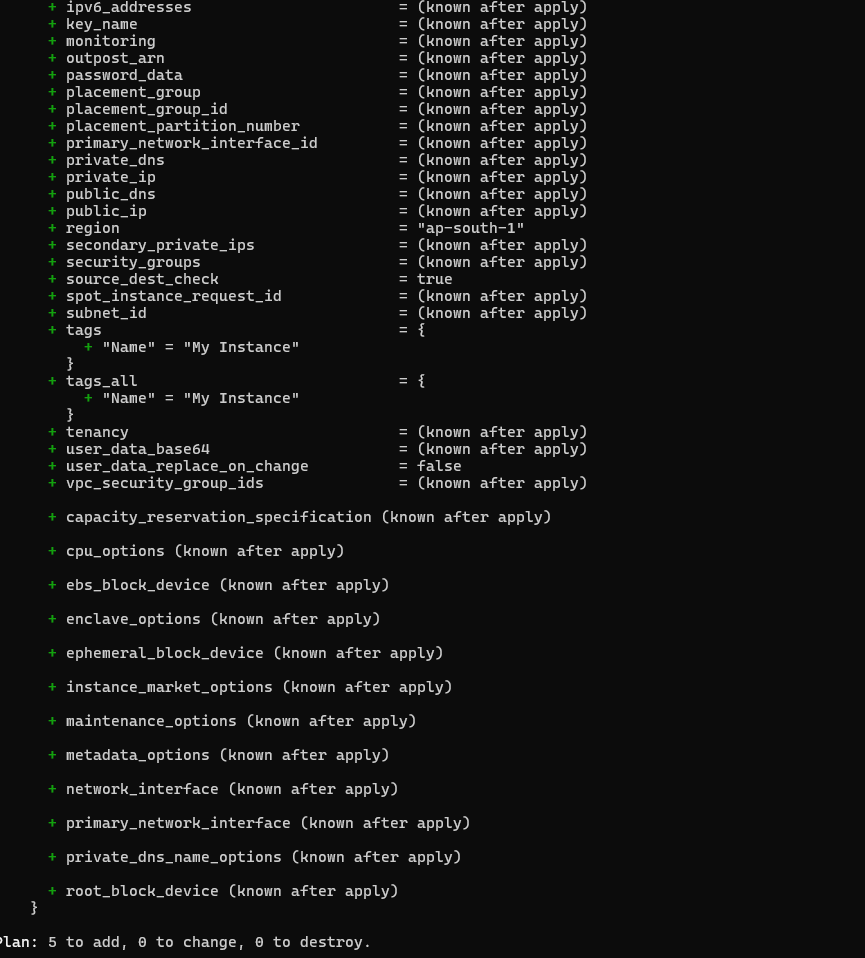 + ipv6_addresses = (known after apply)
+ key_name = (known after apply)
+ monitoring = (known after apply)
+ outpost_arn = (known after apply)
+ password_data = (known after apply)
+ placement_group = (known after apply)
+ placement_group_id = (known after apply)
+ placement_partition_number = (known after apply)
+ primary_network_interface_id = (known after apply)
+ private_dns = (known after apply)
+ private_ip = (known after apply)
+ public_dns = (known after apply)
+ public_ip = (known after apply)
+ region = "ap-south-1"
+ secondary_private_ips = (known after apply)
+ security_groups = (known after apply)
+ source_dest_check = true
+ spot_instance_request_id = (known after apply)
+ subnet_id = (known after apply)
+ tags = {
+ "Name" = "My Instance"
}
+ tags_all = {
+ "Name" = "My Instance"
}
+ tenancy = (known after apply)
+ user_data_base64 = (known after apply)
+ user_data_replace_on_change = false
+ vpc_security_group_ids = (known after apply)
+ capacity_reservation_specification (known after apply)
+ cpu_options (known after apply)
+ ebs_block_device (known after apply)
+ enclave_options (known after apply)
+ ephemeral_block_device (known after apply)
+ instance_market_options (known after apply)
+ maintenance_options (known after apply)
+ metadata_options (known after apply)
+ network_interface (known after apply)
+ primary_network_interface (known after apply)
+ private_dns_name_options (known after apply)
+ root_block_device (known after apply)
}
Plan: 5 to add, 0 to change, 0 to destroy.